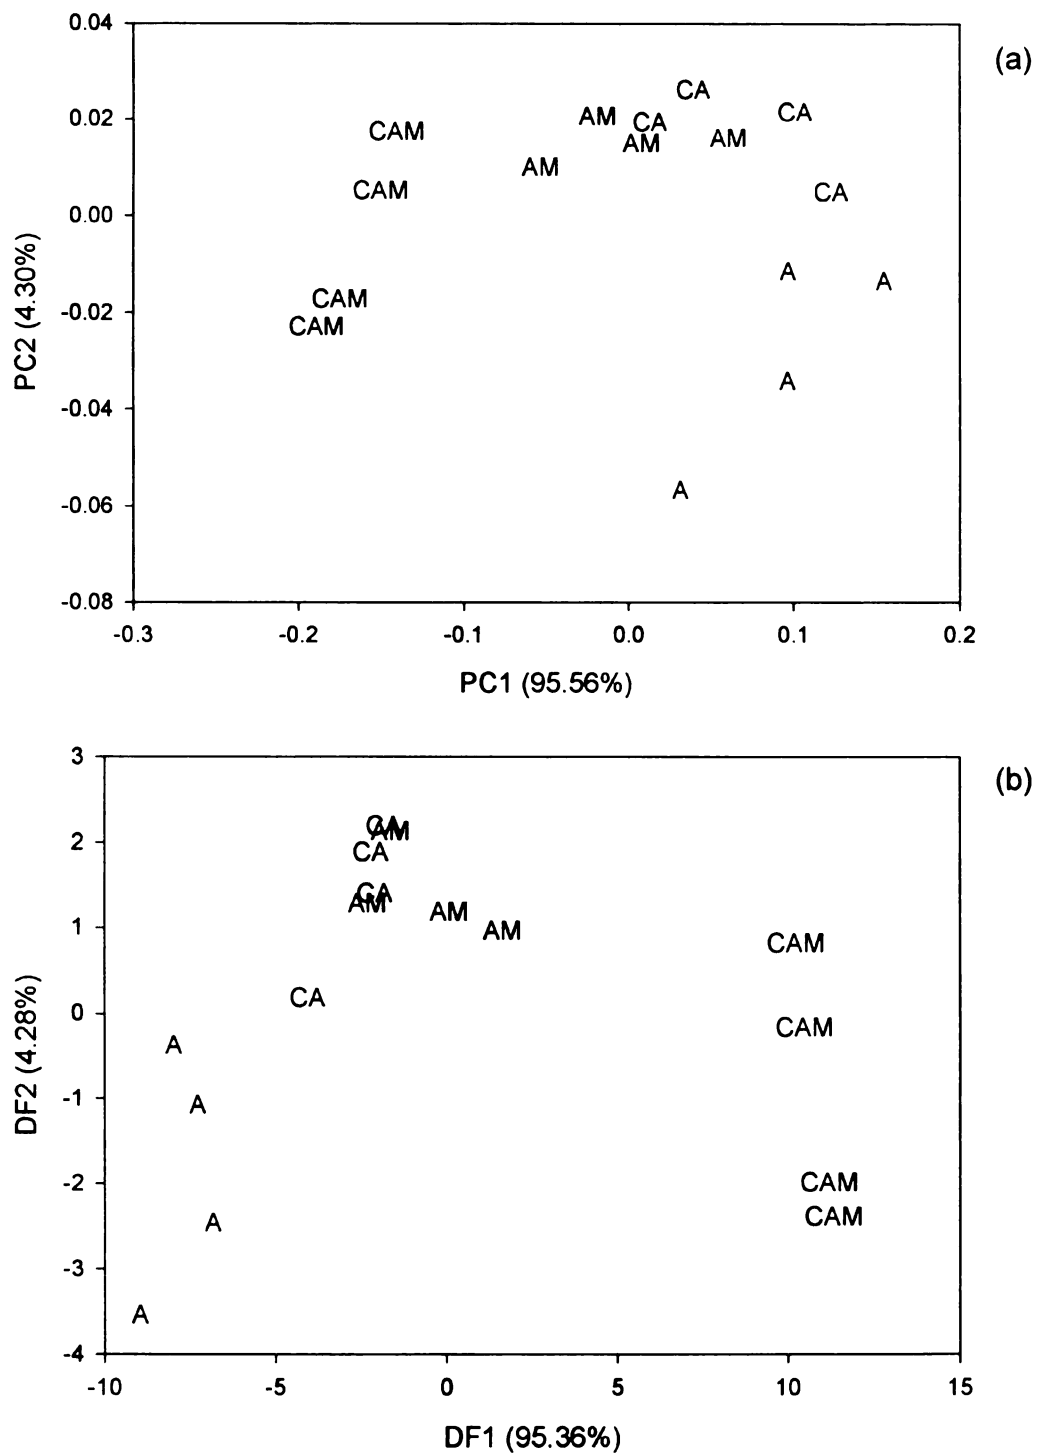 0.04
(a)
CA
CA
0.02
AM
CA
CAM
AM
AM
AM
CAM
CA
0.00
A
A
CAM
-0.02
CAM
A
-0.04
A
-0.06
-0.08
-0.3 -0.2 -0.1 0.0 0.1 0.2
PC2 (4.30%)
PC1 (95.56%)
3
(b)
CA
AM
2
CA
CA
AM
AM
1
AM
CAM
CA
0
CAM
A
-1
A
-2
CAM
CAM
A
-3
A
-4
-10 -5 0 5 10 15
DF2 (4.28%)
DF1 (95.36%)